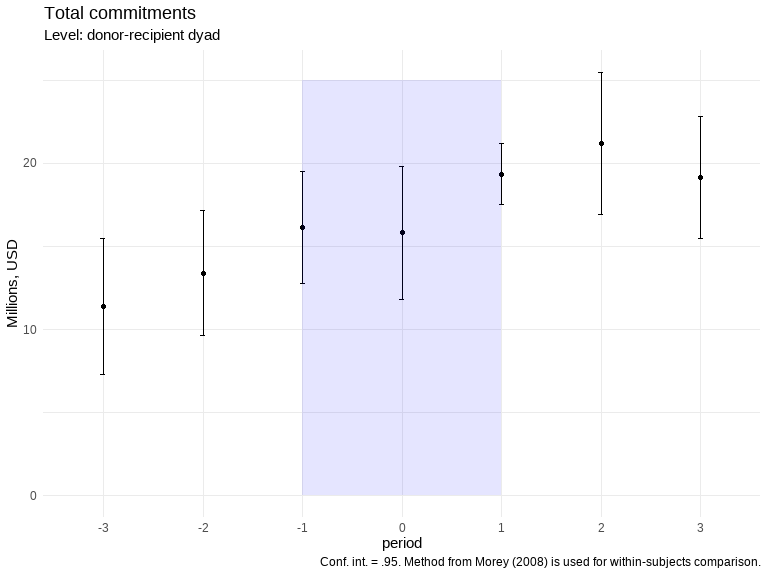 Total commitments
Level: donor-recipient dyad
Millions, USD
20
10
0
-3 -2 -1 0 1 2 3
period
Conf. int. = .95. Method from Morey (2008) is used for within-subjects comparison.